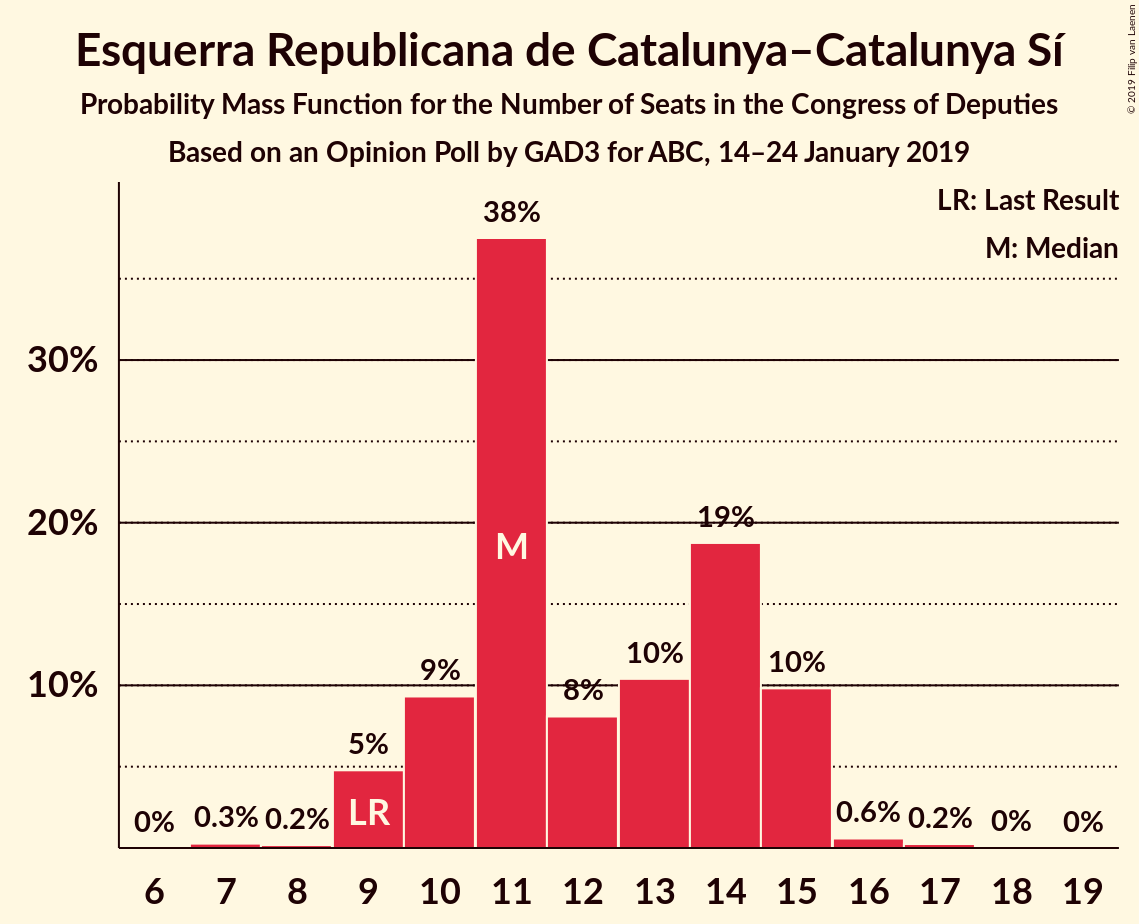 Esquerra Republicana de Catalunya–Catalunya Sí
Probability Mass Function for the Number of Seats in the Congress of Deputies
Based on an Opinion Poll by GAD3 for ABC, 14–24 January 2019
© 2019 Filip van Laenen
LR: Last Result
M: Median
38%
30%
20%
19%
M
10%
10%
10%
9%
8%
5%
LR
0%
0.3%
0.2%
0.6%
0.2%
0%
0%
6 7 8 9 10 11 12 13 14 15 16 17 18 19